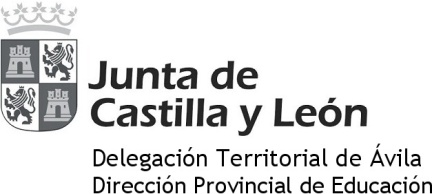 Junta de
Castilla y León
Delegación Territorial de Ávila
Dirección Provincial de Educación